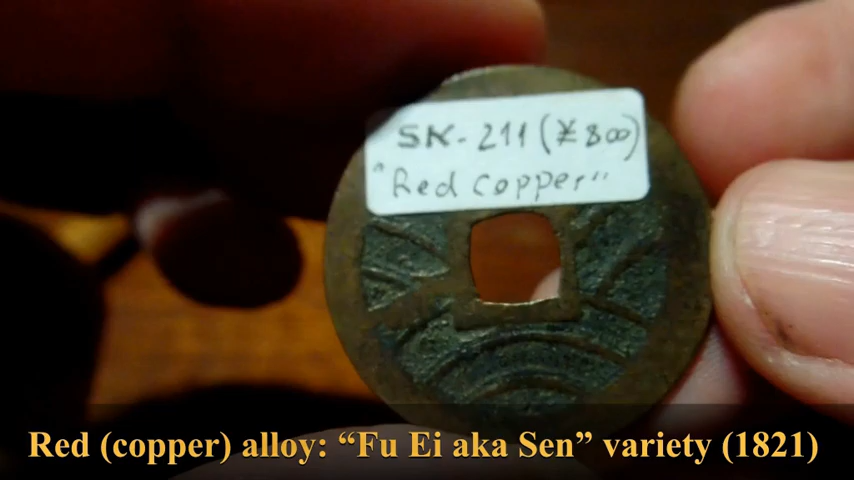 SK-211 (¥800)
"Red copper"
Red (copper) alloy: “Fu Ei aka Sen” variety (1821)